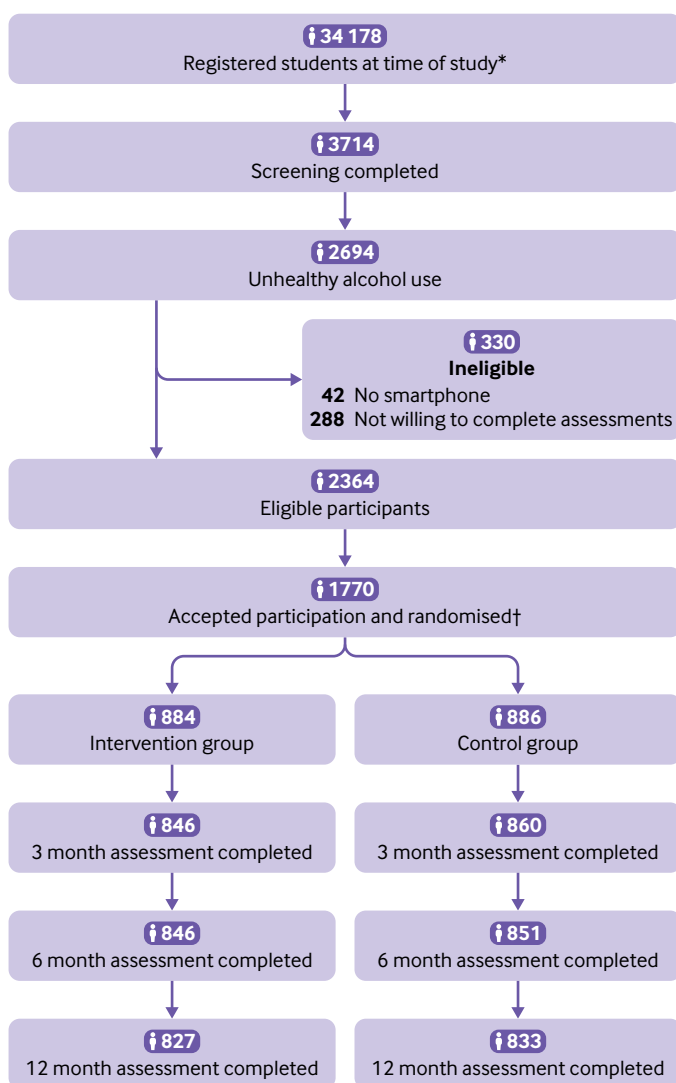 34 178
Registered students at time of study*
3714
Screening completed
2694
Unhealthy alcohol use
330
Ineligible
42 No smartphone
288 Not willing to complete assessments
2364
Eligible participants
1770
Accepted participation and randomised†
884
Intervention group
886
Control group
846
3 month assessment completed
860
3 month assessment completed
846
6 month assessment completed
851
6 month assessment completed
827
12 month assessment completed
833
12 month assessment completed